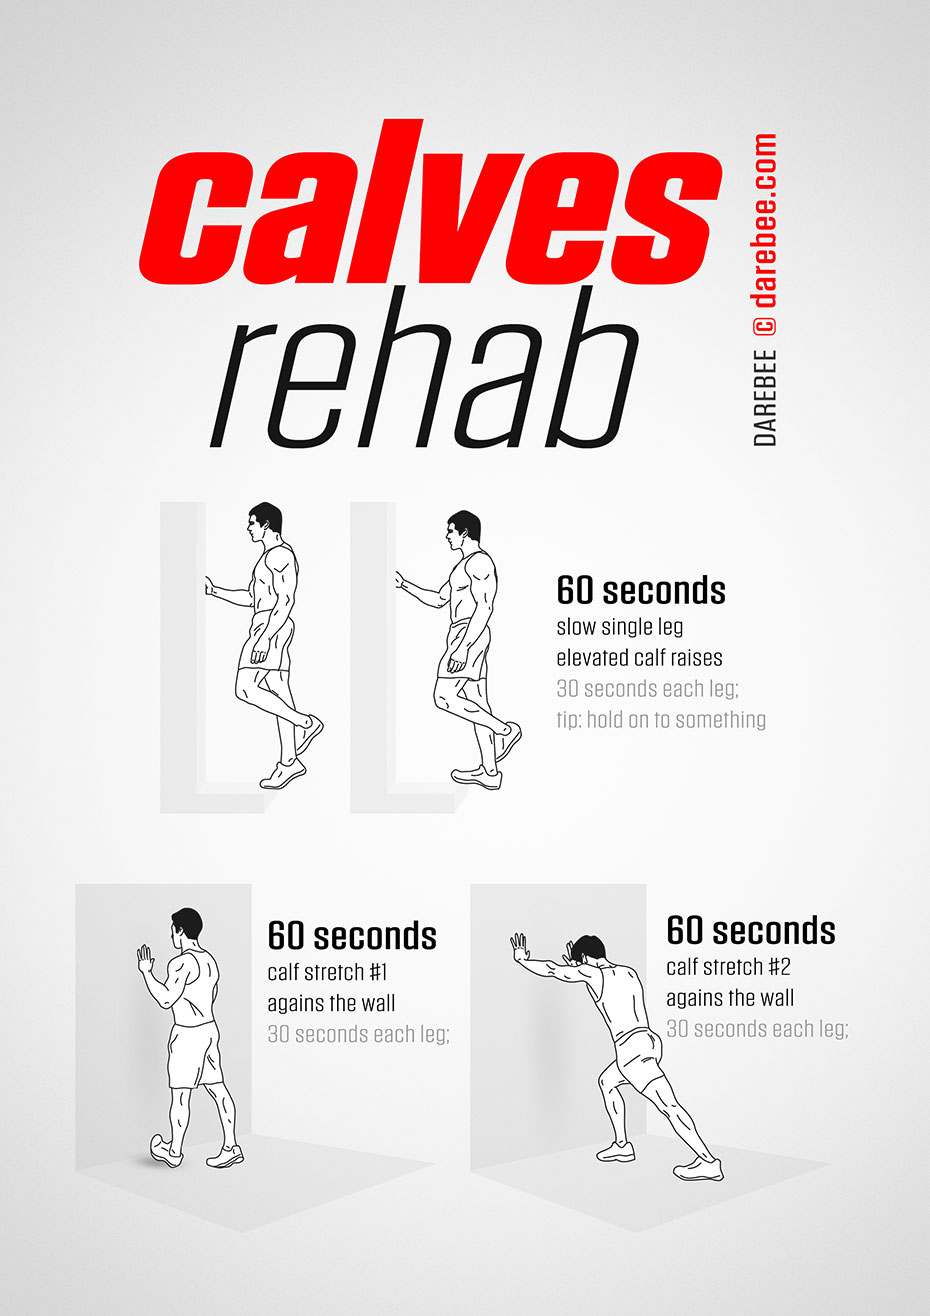 calves
rehab
DAREBEE © darebee.com
60 seconds
slow single leg
elevated calf raises
30 seconds each leg;
tip: hold on to something
60 seconds
calf stretch #1
agains the wall
30 seconds each leg;
60 seconds
calf stretch #2
agains the wall
30 seconds each leg;